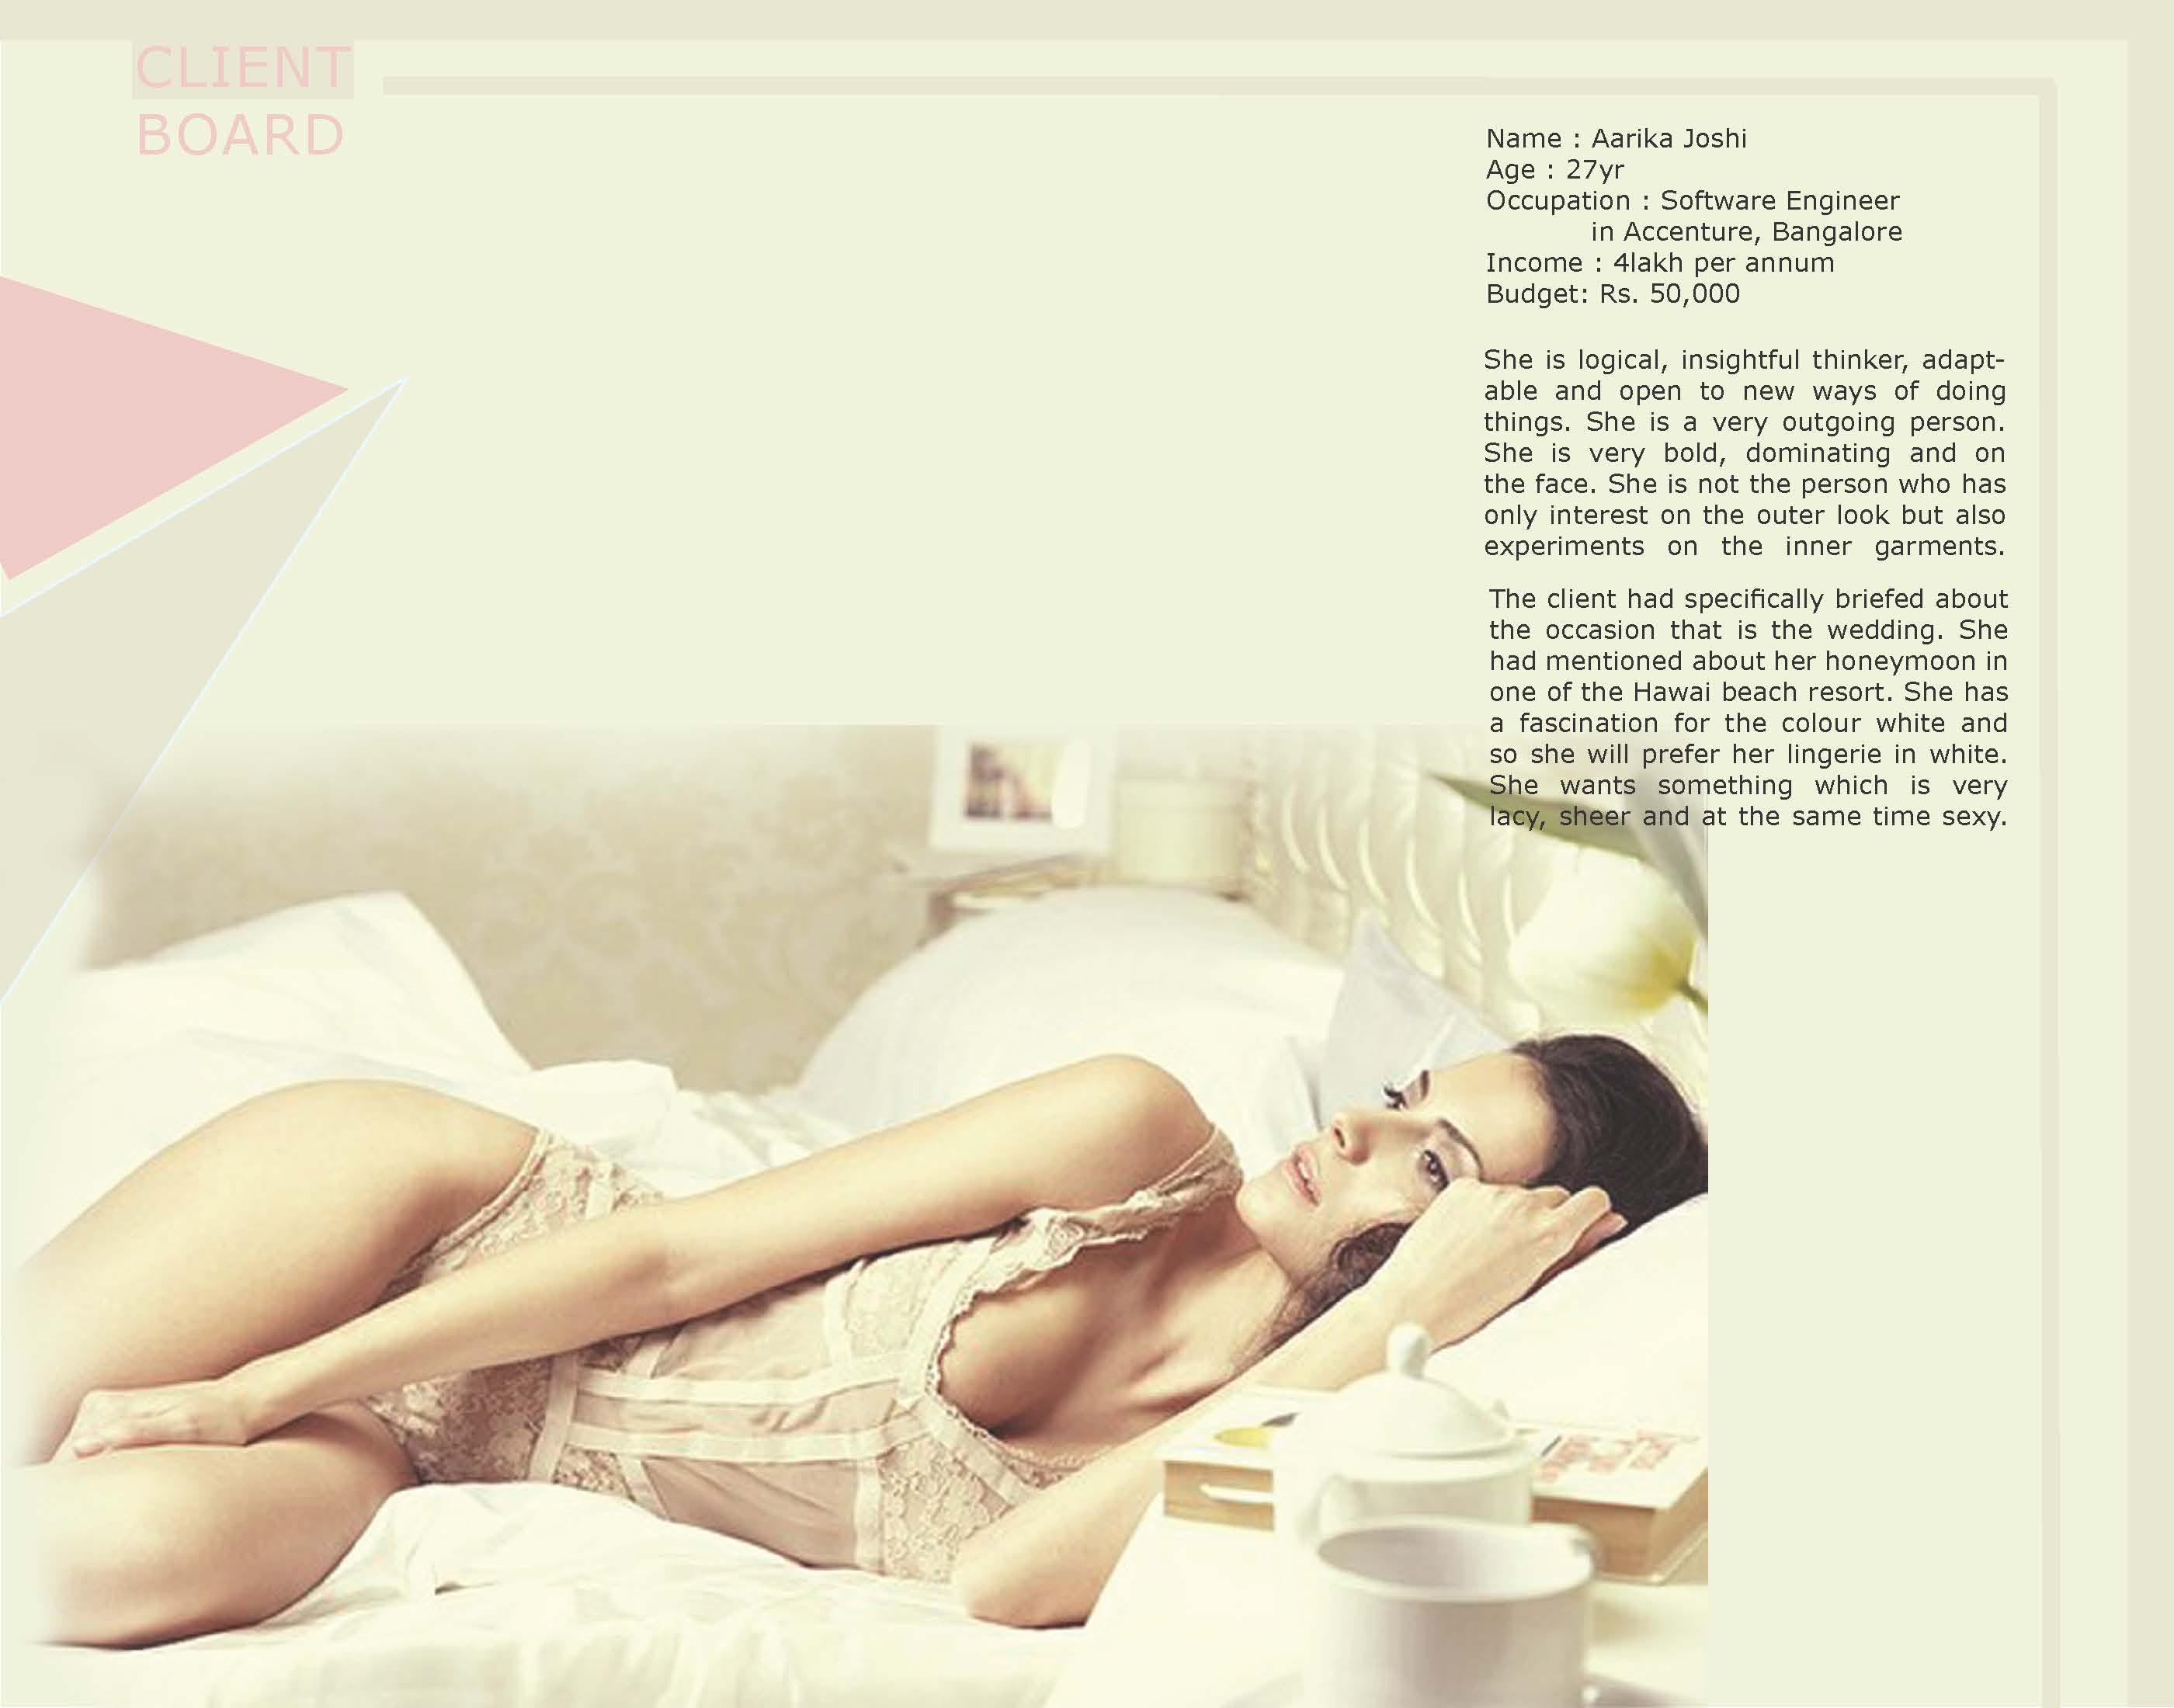 CLIENT
BOARD
Name : Aarika Joshi
Age : 27yr
Occupation : Software Engineer
in Accenture, Bangalore
Income : 4lakh per annum
Budget: Rs. 50,000
She is logical, insightful thinker, adapt-
able and open to new ways of doing
things. She is a very outgoing person.
She is very bold, dominating and on
the face. She is not the person who has
only interest on the outer look but also
experiments on the inner garments.
The client had specifically briefed about
the occasion that is the wedding. She
had mentioned about her honeymoon in
one of the Hawai beach resort. She has
a fascination for the colour white and
so she will prefer her lingerie in white.
She wants something which is very
lacy, sheer and at the same time sexy.